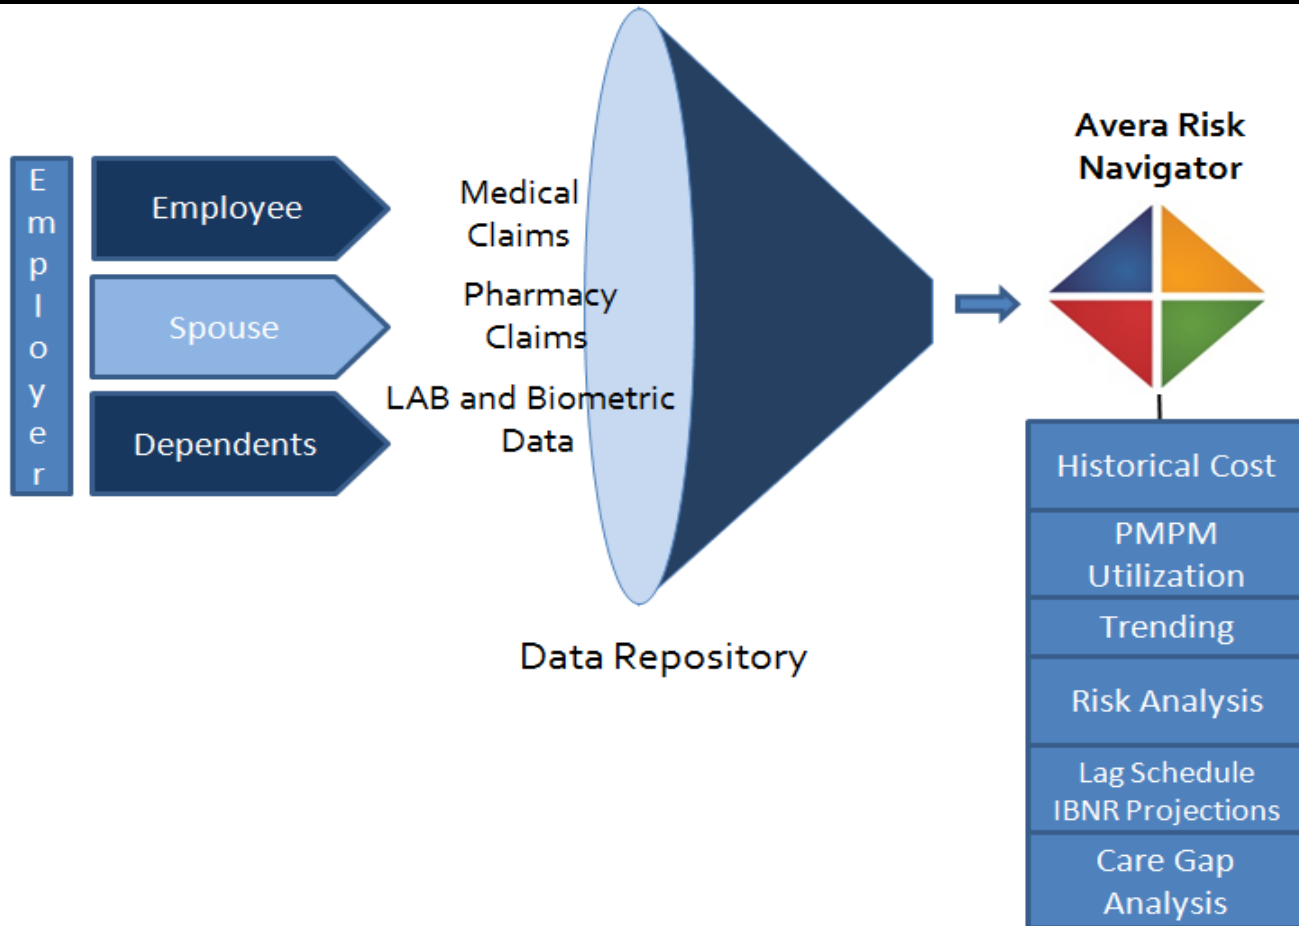 Employer
Employee
Spouse
Dependents
Medical
Claims
Pharmacy
Claims
LAB and Biometric
Data
Data Repository
Avera Risk
Navigator
Historical Cost
PMPM
Utilization
Trending
Risk Analysis
Lag Schedule
IBNR Projections
Care Gap
Analysis